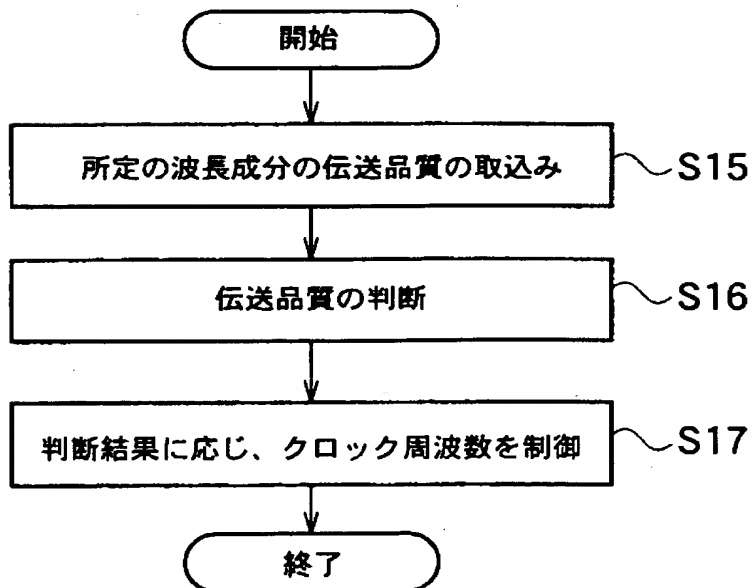 開始
所定の波長成分の伝送品質の取込み
S15
伝送品質の判断
S16
判断結果に応じ、クロック周波数を制御
S17
終了